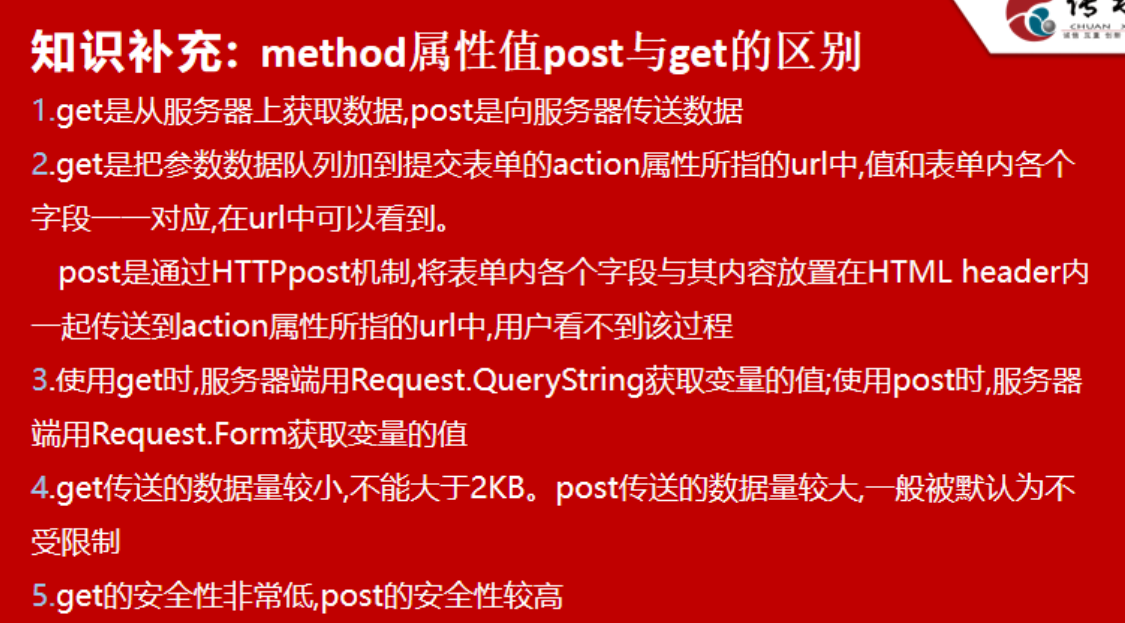 知识补充：method属性值post与get的区别
1.get是从服务器上获取数据,post是向服务器传送数据
2.get是把参数数据队列加到提交表单的action属性所指的url中,值和表单内各个
字段一一对应,在url中可以看到。
post是通过HTTPpost机制,将表单内各个字段与其内容放置在HTML header内
一起传送到action属性所指的url中,用户看不到该过程
3.使用get时,服务器端用Request.QueryString获取变量的值;使用post时,服务器
端用Request.Form获取变量的值
4.get传送的数据量较小,不能大于2KB。post传送的数据量较大,一般被默认为不
受限制
5.get的安全性非常低,post的安全性较高
CHUAN